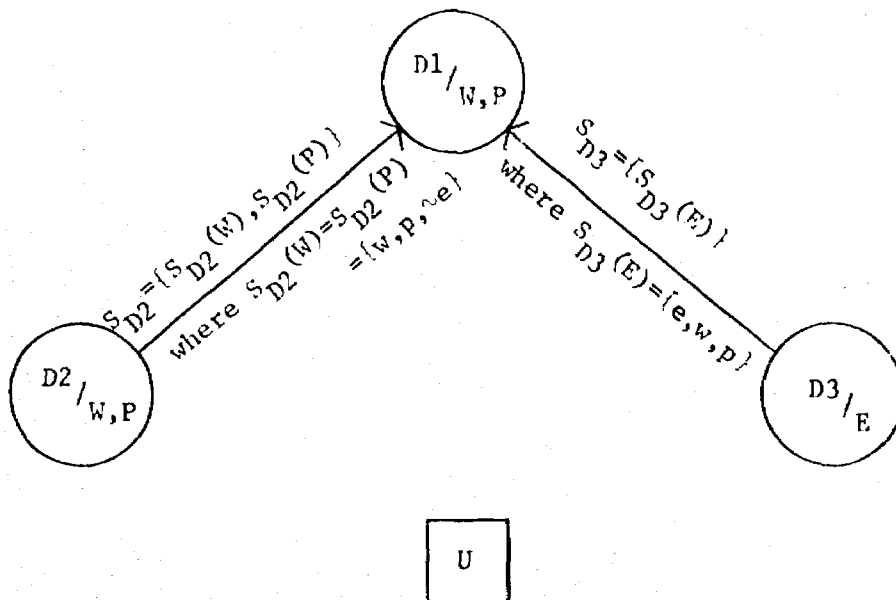 D1/W,P
S_D2={S_D2(W),S_D2(P)}
where S_D2(W)=S_D2(P)
={w,p,~e}
S_D3={S_D3(E)}
where S_D3(E)={e,w,p}
D2/W,P
D3/E
U